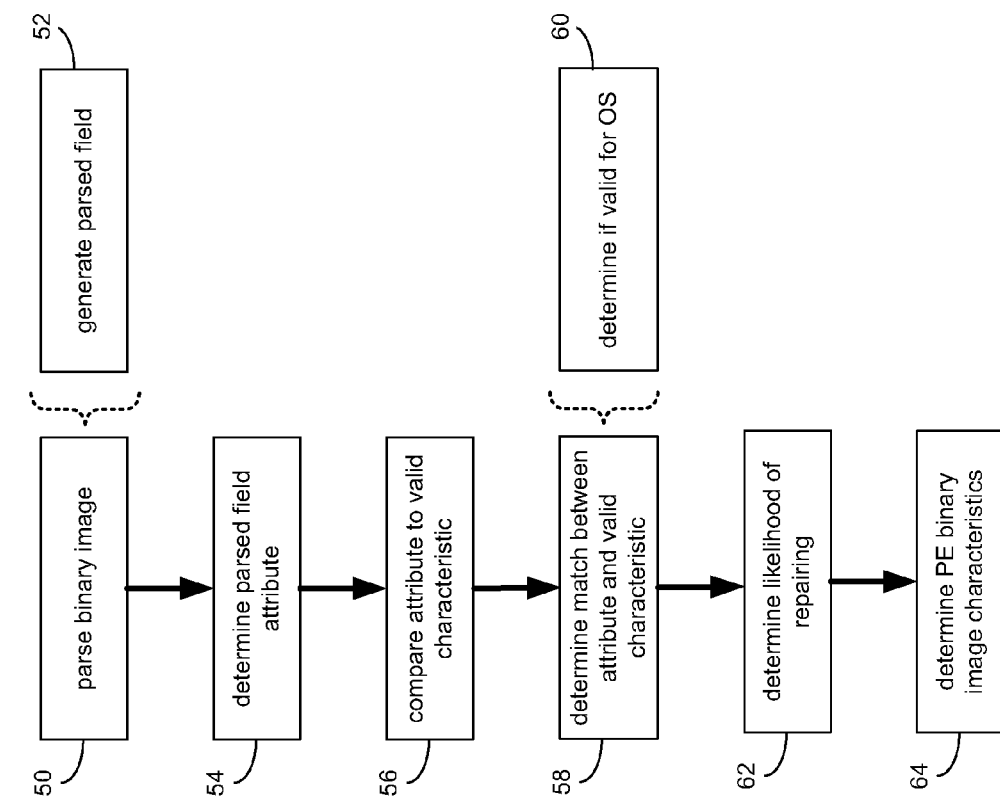 50
parse binary image
52
generate parsed field
54
determine parsed field
attribute
56
compare attribute to valid
characteristic
58
determine match between
attribute and valid
characteristic
60
determine if valid for OS
62
determine likelihood of
repairing
64
determine PE binary
image characteristics